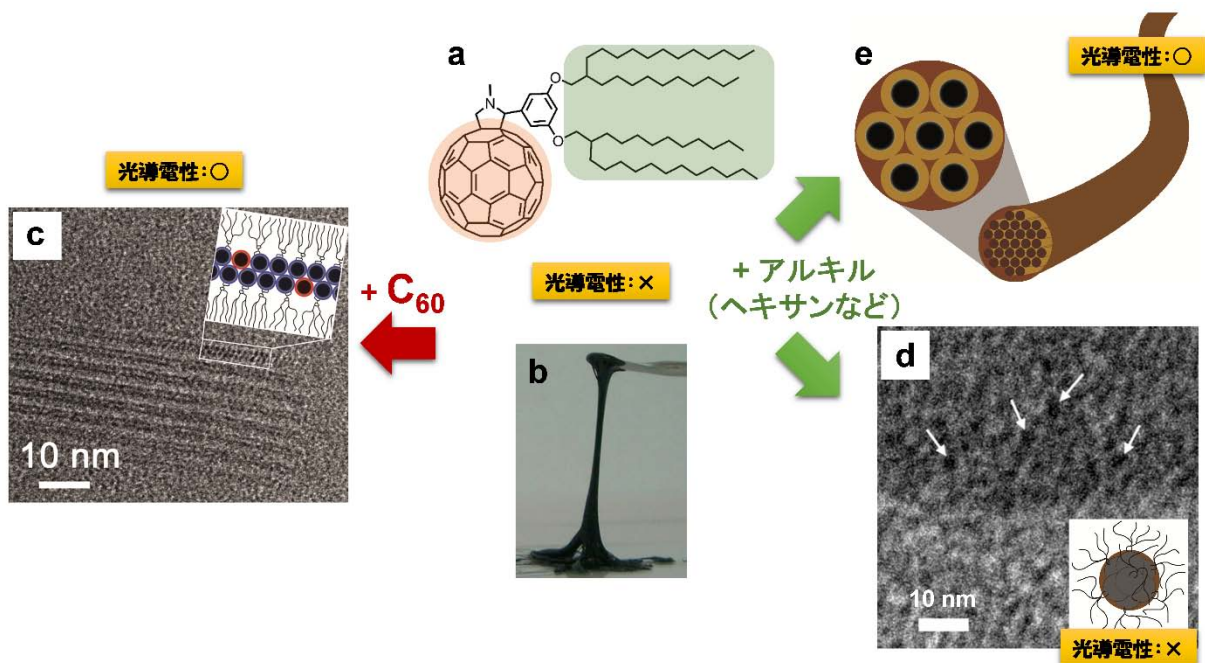 a
N
O
O
e
光導電性：○
光導電性：○
c
+ C60
光導電性：×
+ アルキル
（ヘキサンなど）
b
d
10 nm
10 nm
光導電性：×